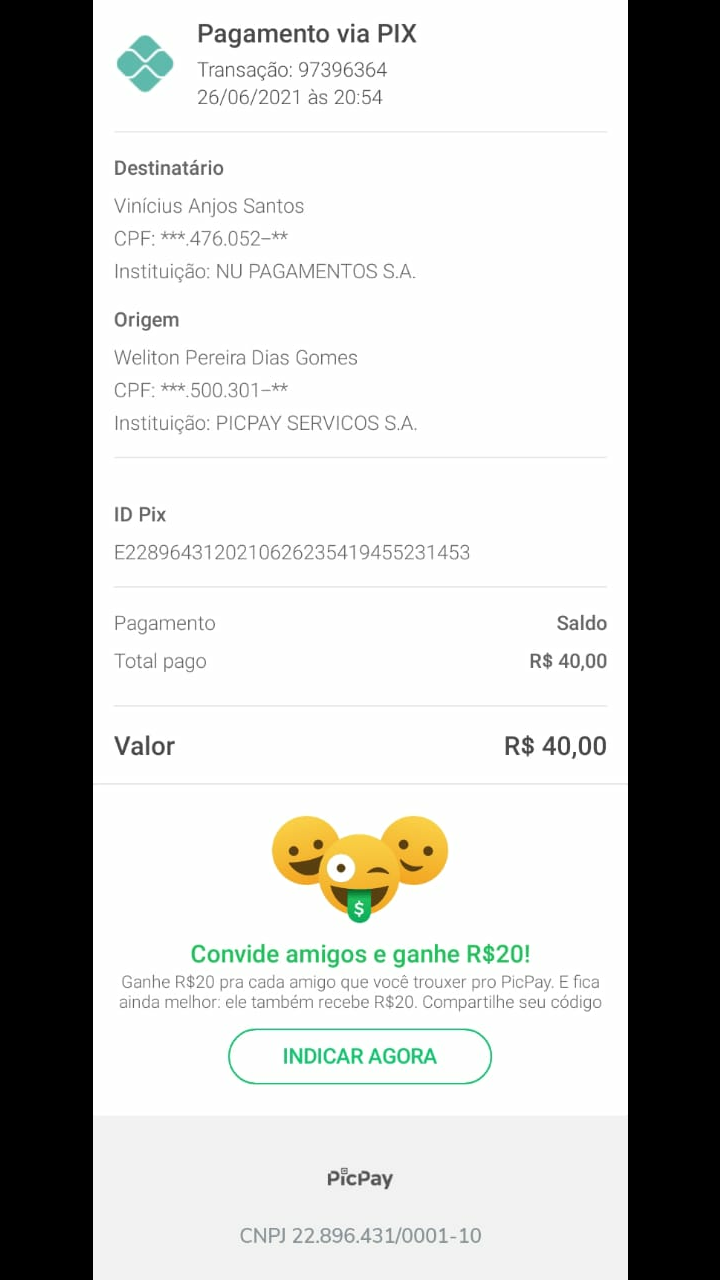 Pagamento via PIX
Transação: 97396364
26/06/2021 às 20:54
Destinatário
Vinícius Anjos Santos
CPF: ***.476.052–**
Instituição: NU PAGAMENTOS S.A.
Origem
Weliton Pereira Dias Gomes
CPF: ***.500.301–**
Instituição: PICPAY SERVICOS S.A.
ID Pix
E22896431202106262354194552314​53
Pagamento Saldo
Total pago R$ 40,00
Valor R$ 40,00
$
Convide amigos e ganhe R$20!
Ganhe R$20 pra cada amigo que você trouxer pro PicPay. E fica
ainda melhor: ele também recebe R$20. Compartilhe seu código
INDICAR AGORA
PicPay
CNPJ 22.896.431/0001-10